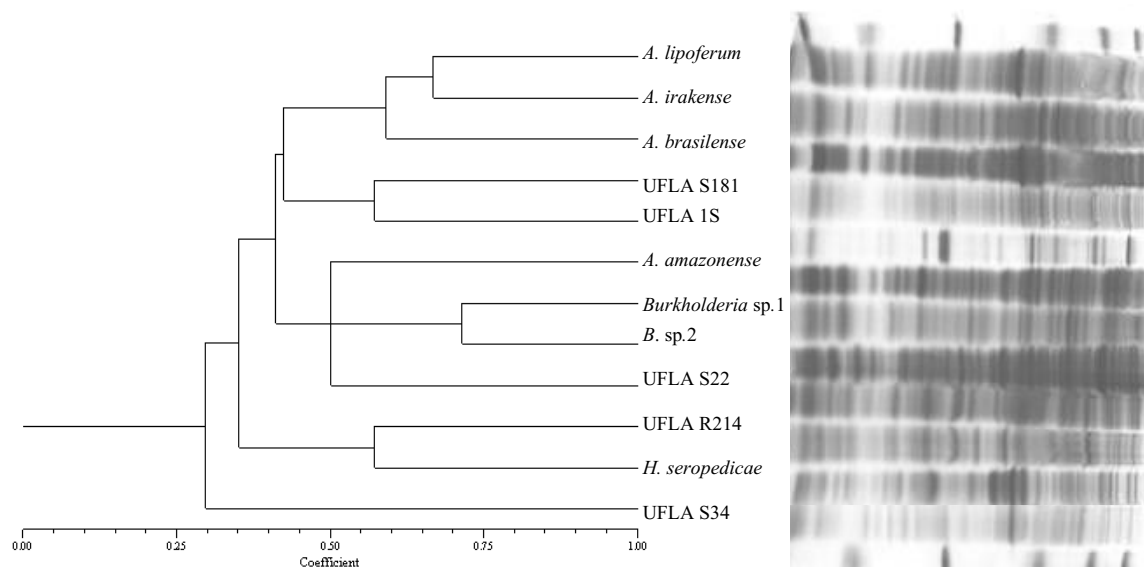 A. lipoferum
A. irakense
A. brasilense
UFLA S181
UFLA 1S
A. amazonense
Burkholderia sp.1
B. sp.2
UFLA S22
UFLA R214
H. seropedicae
UFLA S34
0.00 0.25 0.50 0.75 1.00
Coefficient